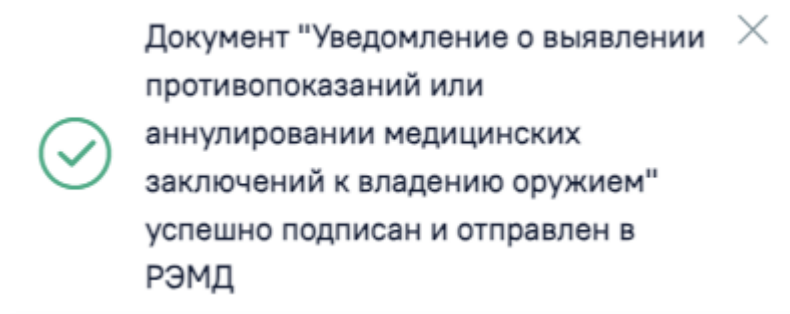 Документ "Уведомление о выявлении
противопоказаний или
аннулировании медицинских
заключений к владению оружием"
успешно подписан и отправлен в
РЭМД